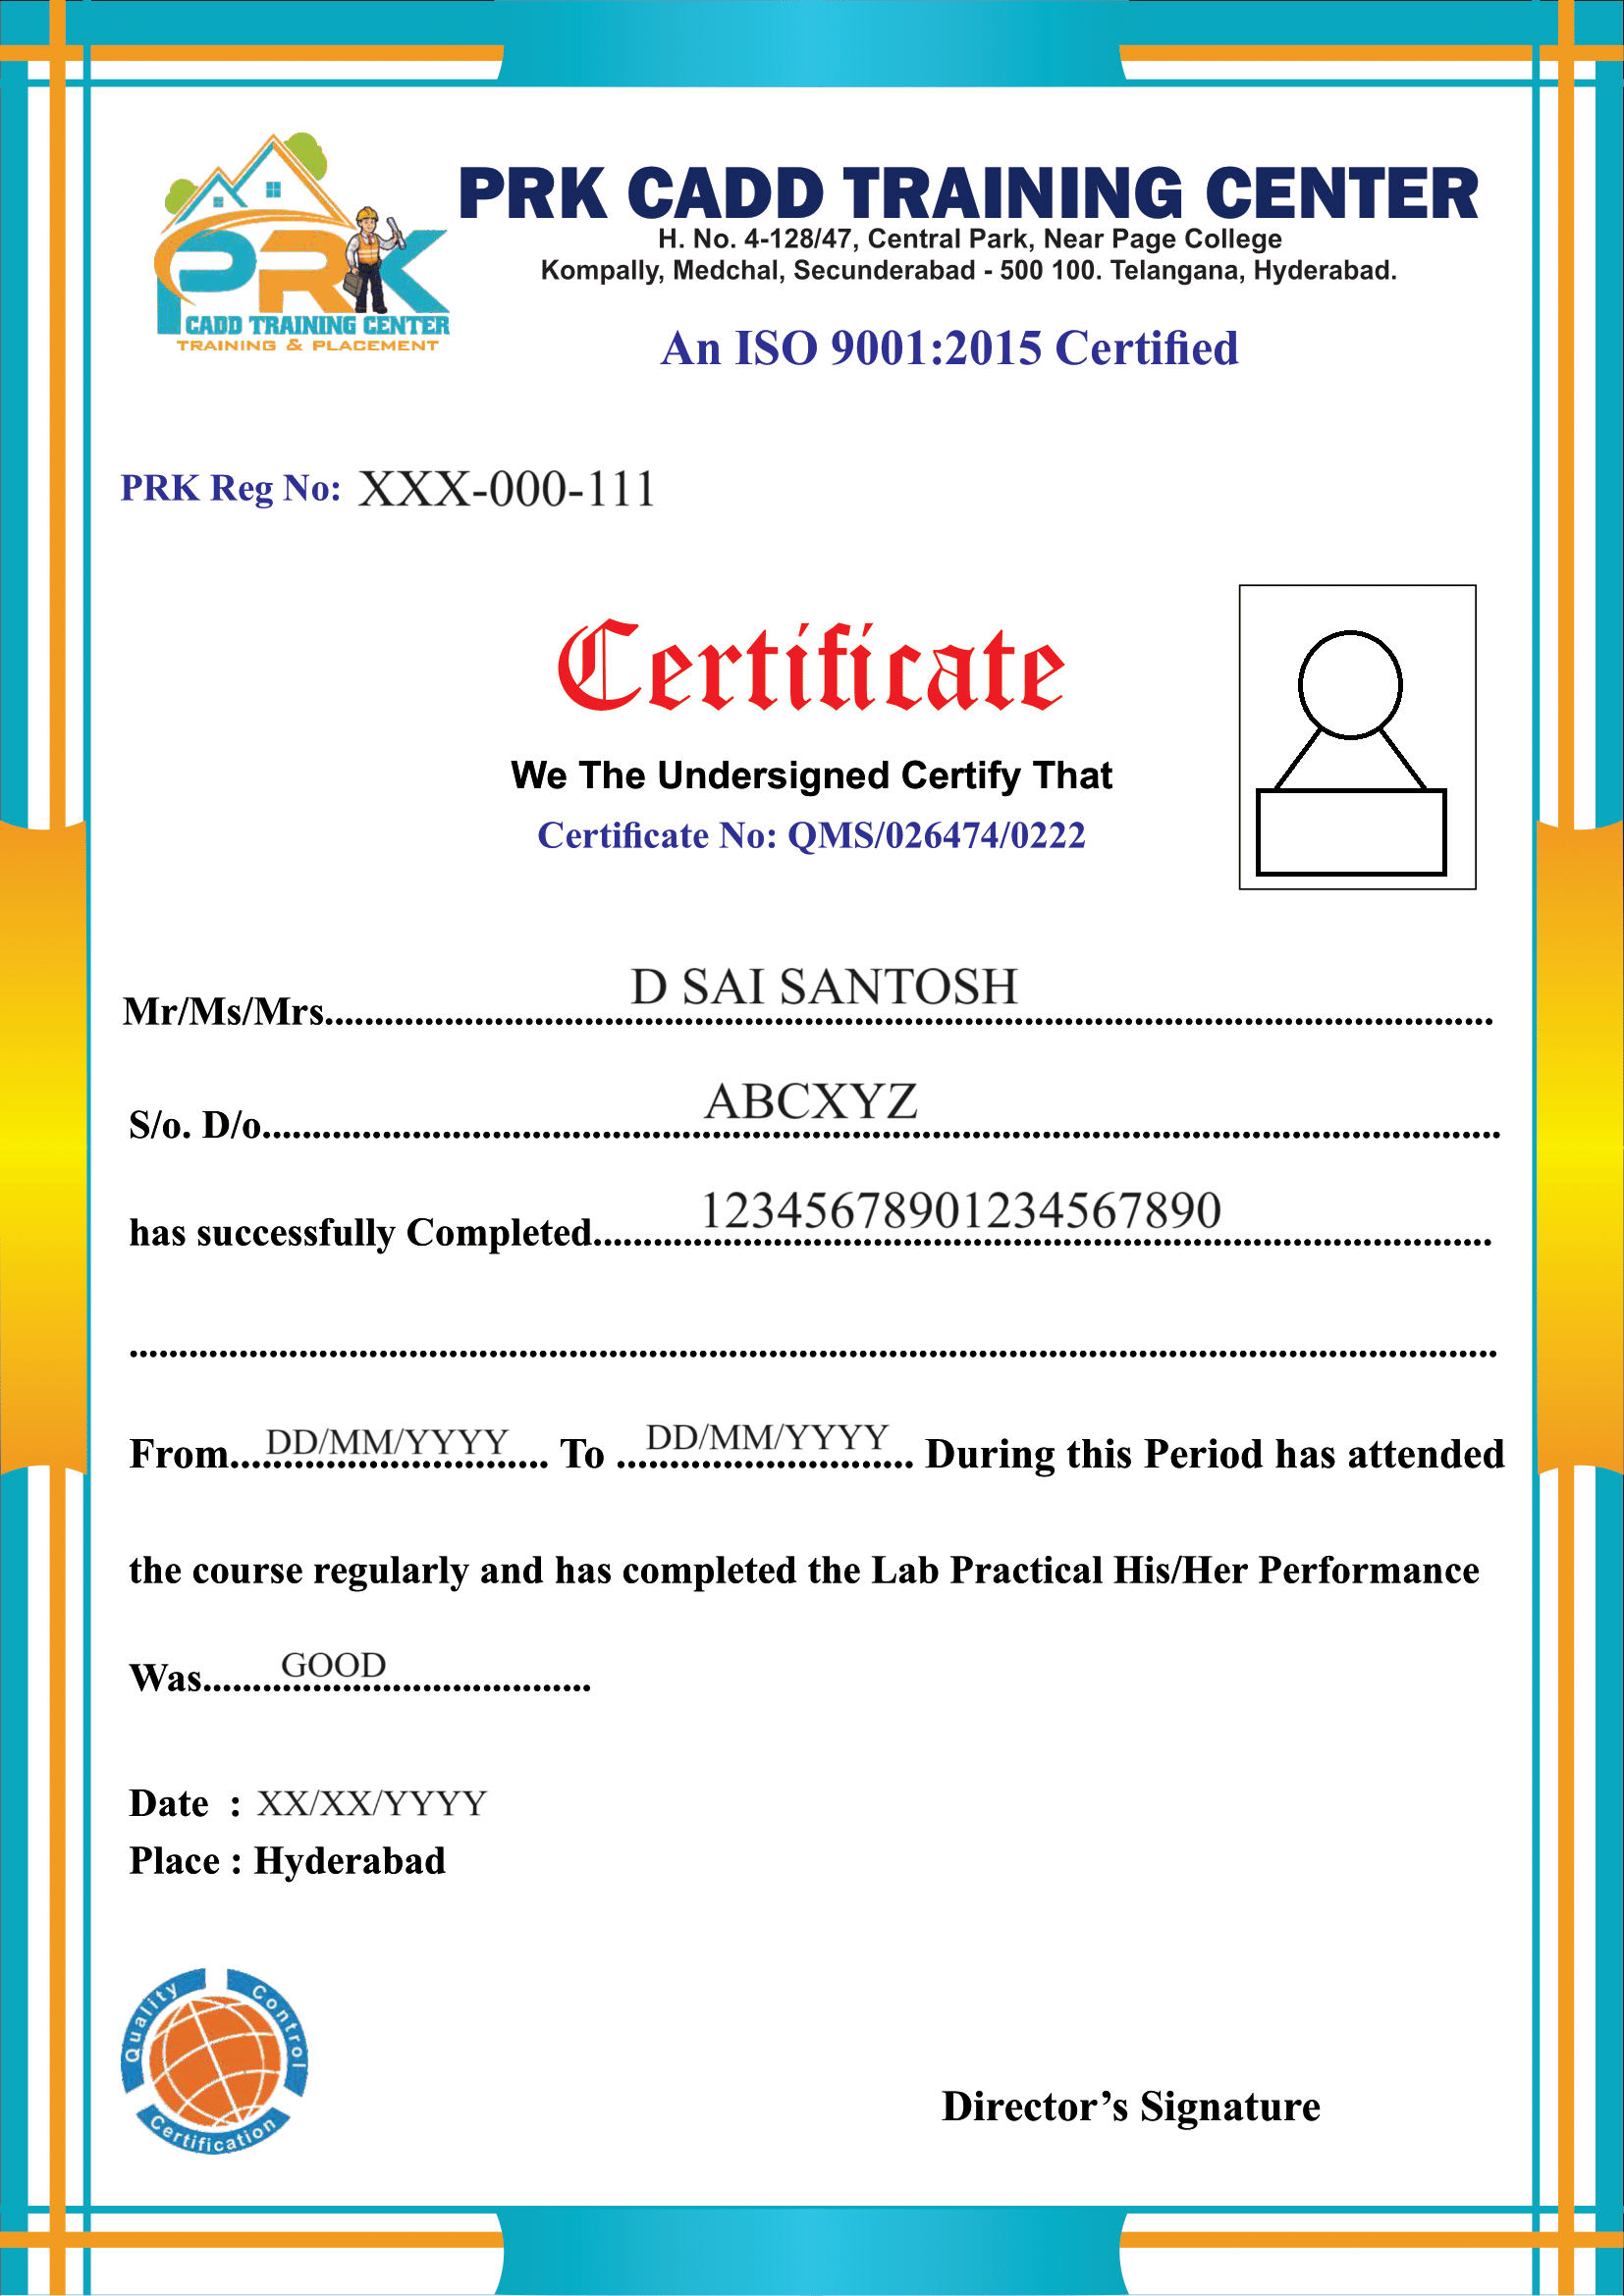 PRK
CADD TRAINING CENTER
TRAINING & PLACEMENT
PRK CADD TRAINING CENTER
H. No. 4-128/47, Central Park, Near Page College
Kompally, Medchal, Secunderabad - 500 100. Telangana, Hyderabad.
An ISO 9001:2015 Certified
PRK Reg No: XXX-000-111
Certificate
We The Undersigned Certify That
Certificate No: QMS/026474/0222
Mr/Ms/Mrs. D SAI SANTOSH
S/o. D/o. ABCXYZ
has successfully Completed 12345678901234567890
From DD/MM/YYYY To DD/MM/YYYY During this Period has attended
the course regularly and has completed the Lab Practical His/Her Performance
Was GOOD
Date : XX/XX/YYYY
Place : Hyderabad
Quality Control Certification
Director’s Signature